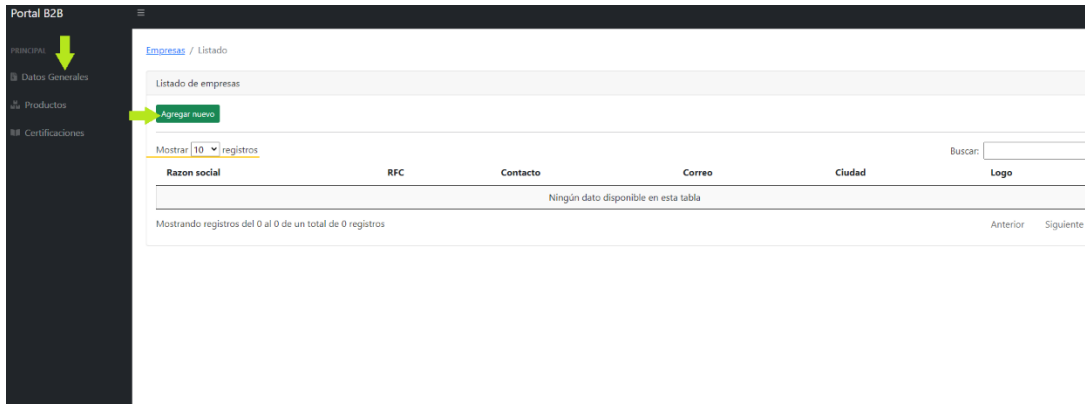 Portal B2B
PRINCIPAL
Datos Generales
Productos
Certificaciones
Empresas / Listado
Listado de empresas
Agregar nuevo
Mostrar 10 registros
Buscar:
Razon social RFC Contacto Correo Ciudad Logo
Ningún dato disponible en esta tabla
Mostrando registros del 0 al 0 de un total de 0 registros
Anterior Siguiente